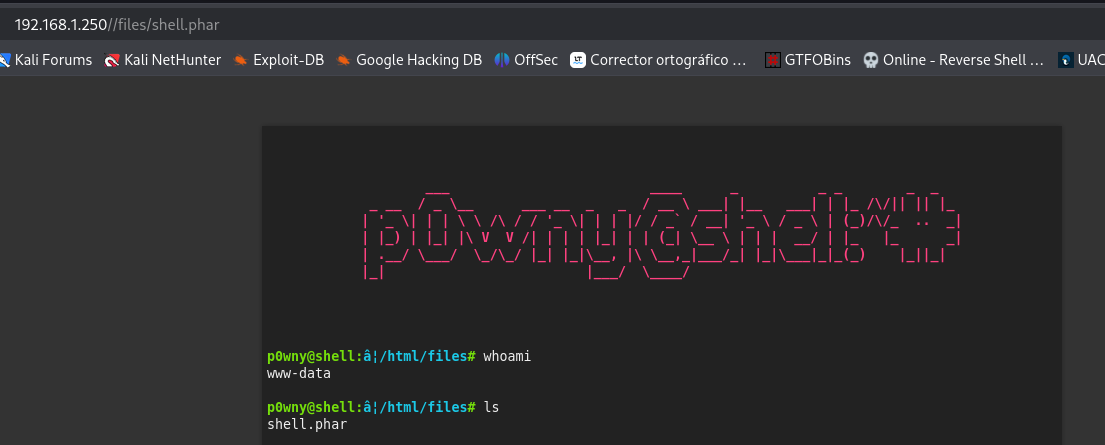 192.168.1.250//files/shell.phar
Kali Forums Kali NetHunter Exploit-DB Google Hacking DB OffSec Corrector ortográfico ... GTFOBins Online - Reverse Shell ... UAC
p0wny@shell:~#
p0wny@shell:â¦/html/files# whoami
www-data
p0wny@shell:â¦/html/files# ls
shell.phar